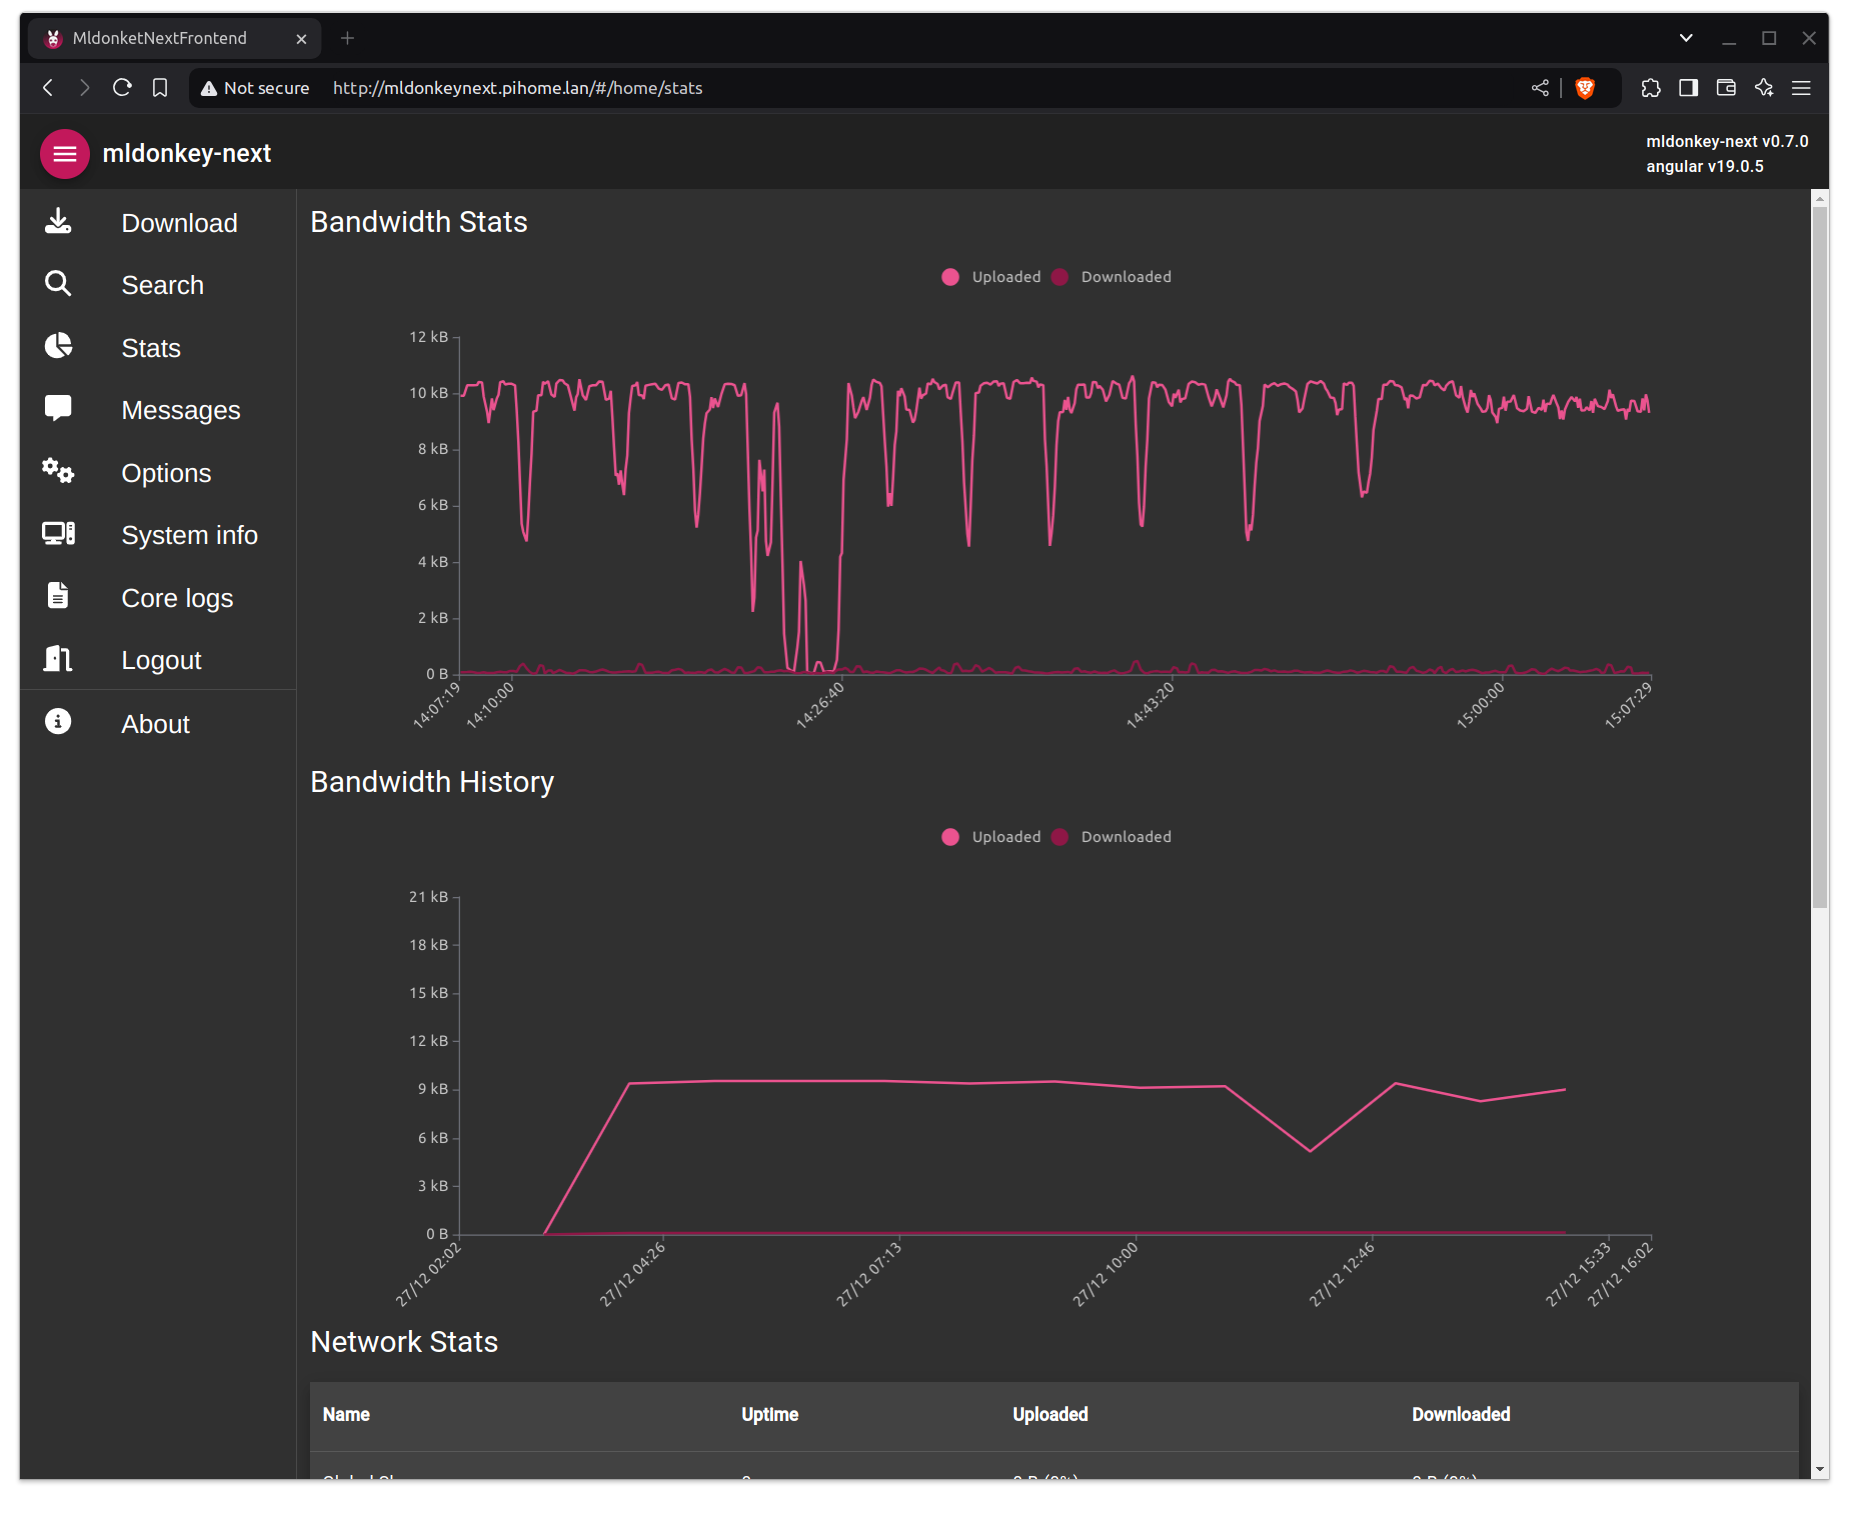 MldonketNextFrontend
Not secure http://mldonkeynext.pihome.lan/#/home/stats
mldonkey-next
mldonkey-next v0.7.0
angular v19.0.5
Download
Search
Stats
Messages
Options
System info
Core logs
Logout
About
Bandwidth Stats
Uploaded Downloaded
12 kB
10 kB
8 kB
6 kB
4 kB
2 kB
0 B
14:07:19 14:10:00 14:26:40 14:43:20 15:00:00 15:07:29
Bandwidth History
Uploaded Downloaded
21 kB
18 kB
15 kB
12 kB
9 kB
6 kB
3 kB
0 B
27/12 02:02 27/12 04:26 27/12 07:13 27/12 10:00 27/12 12:46 27/12 15:33 27/12 16:02
Network Stats
Name Uptime Uploaded Downloaded